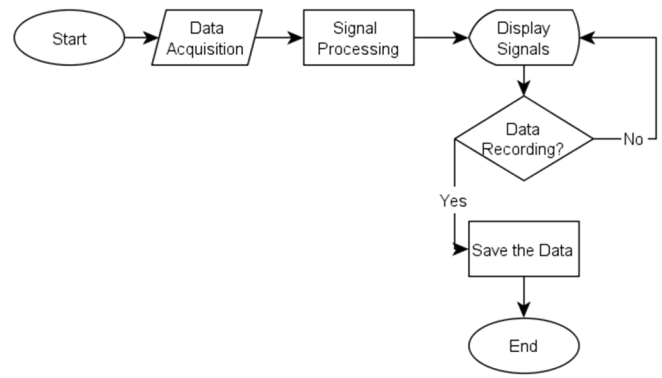 Start
Data
Acquisition
Signal
Processing
Display
Signals
Data
Recording?
No
Yes
Save the Data
End